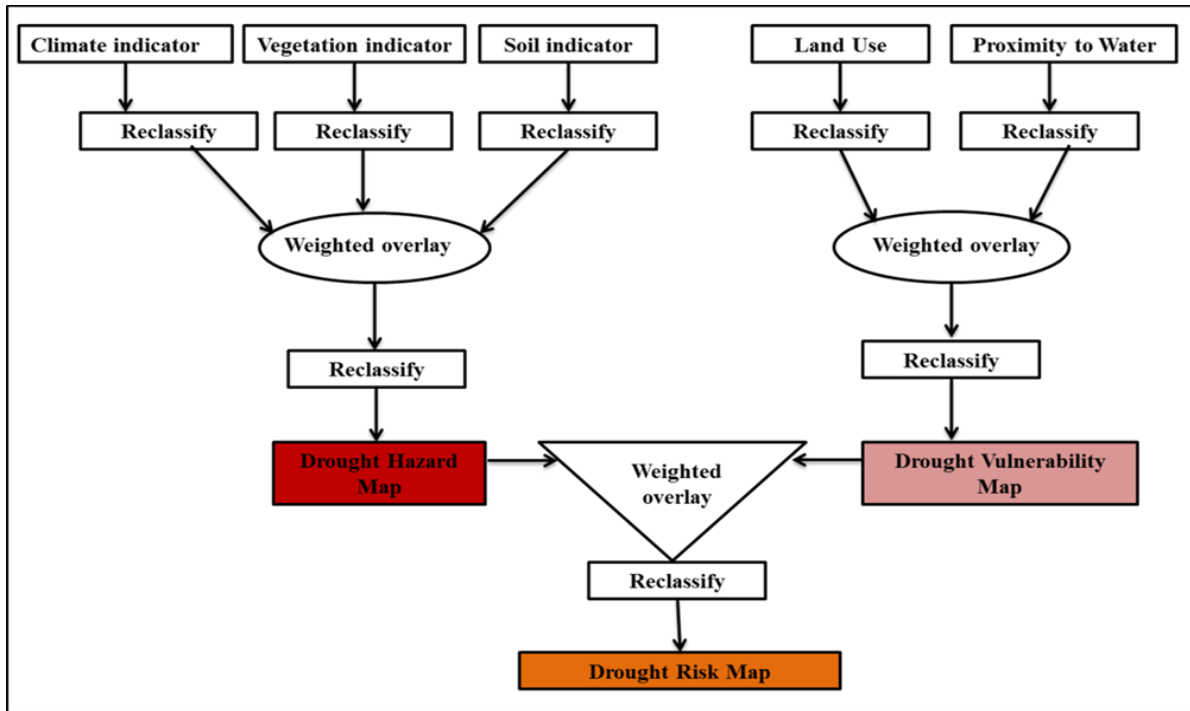 Climate indicator
Vegetation indicator
Soil indicator
Land Use
Proximity to Water
Reclassify
Reclassify
Reclassify
Reclassify
Reclassify
Weighted overlay
Weighted overlay
Reclassify
Reclassify
Drought Hazard
Map
Weighted
overlay
Drought Vulnerability
Map
Reclassify
Drought Risk Map